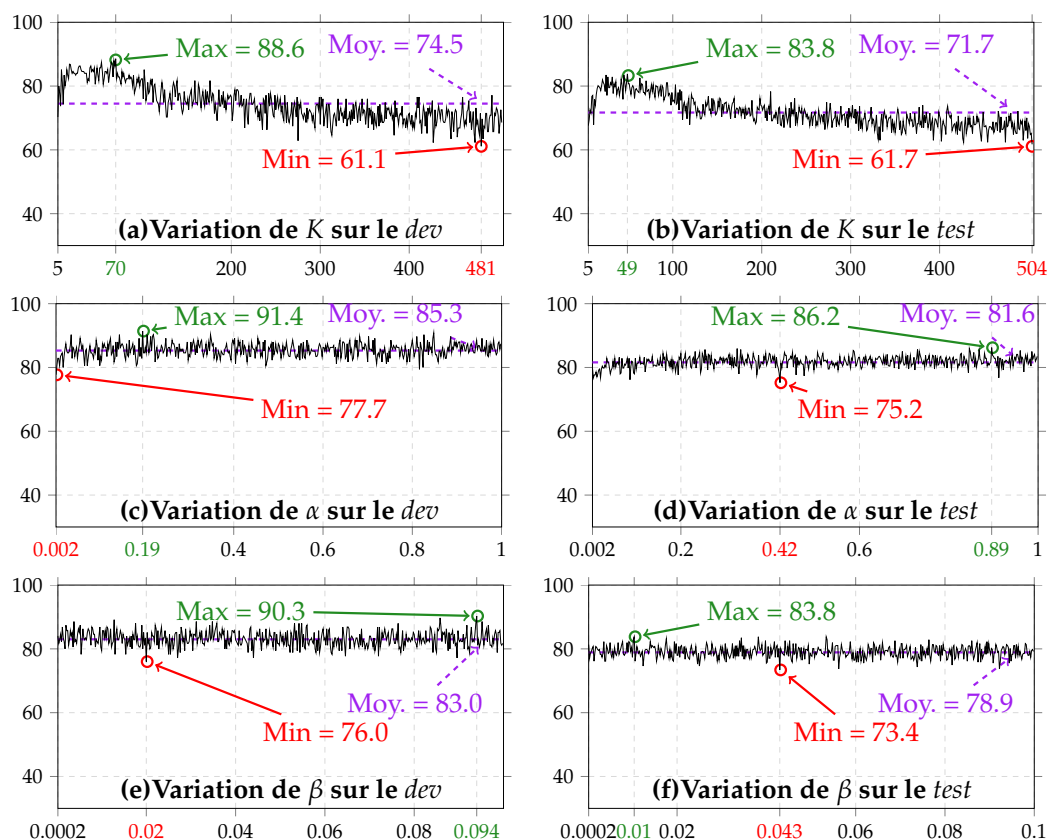 100
80
60
40
Max = 88.6
Moy. = 74.5
Min = 61.1
(a)Variation de K sur le dev
5 70 200 300 400 481
100
80
60
40
Max = 83.8
Moy. = 71.7
Min = 61.7
(b)Variation de K sur le test
5 49 100 200 300 400 504
100
80
60
40
Max = 91.4
Moy. = 85.3
Min = 77.7
(c)Variation de α sur le dev
0.002 0.19 0.4 0.6 0.8 1
100
80
60
40
Max = 86.2
Moy. = 81.6
Min = 75.2
(d)Variation de α sur le test
0.002 0.2 0.42 0.6 0.89 1
100
80
60
40
Max = 90.3
Moy. = 83.0
Min = 76.0
(e)Variation de β sur le dev
0.0002 0.02 0.04 0.06 0.08 0.094
100
80
60
40
Max = 83.8
Moy. = 78.9
Min = 73.4
(f)Variation de β sur le test
0.0002 0.01 0.02 0.043 0.06 0.08 0.1